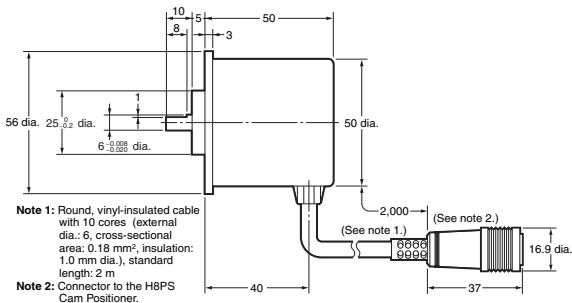 10
5
50
8
3
1
56 dia.
25 0 -0.2 dia.
6 -0.008 -0.020 dia.
50 dia.
2,000
(See note 1.)
(See note 2.)
16.9 dia.
40
37
Note 1: Round, vinyl-insulated cable
with 10 cores (external
dia.: 6, cross-sectional
area: 0.18 mm², insulation:
1.0 mm dia.), standard
length: 2 m
Note 2: Connector to the H8PS
Cam Positioner.